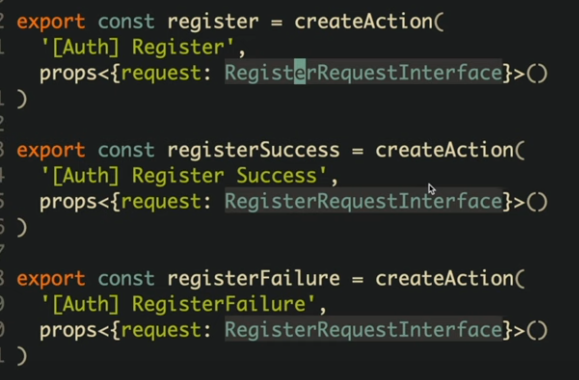 export const register = createAction(
'[Auth] Register',
props<{request: RegisterRequestInterface}>()
)
export const registerSuccess = createAction(
'[Auth] Register Success',
props<{request: RegisterRequestInterface}>()
)
export const registerFailure = createAction(
'[Auth] RegisterFailure',
props<{request: RegisterRequestInterface}>()
)